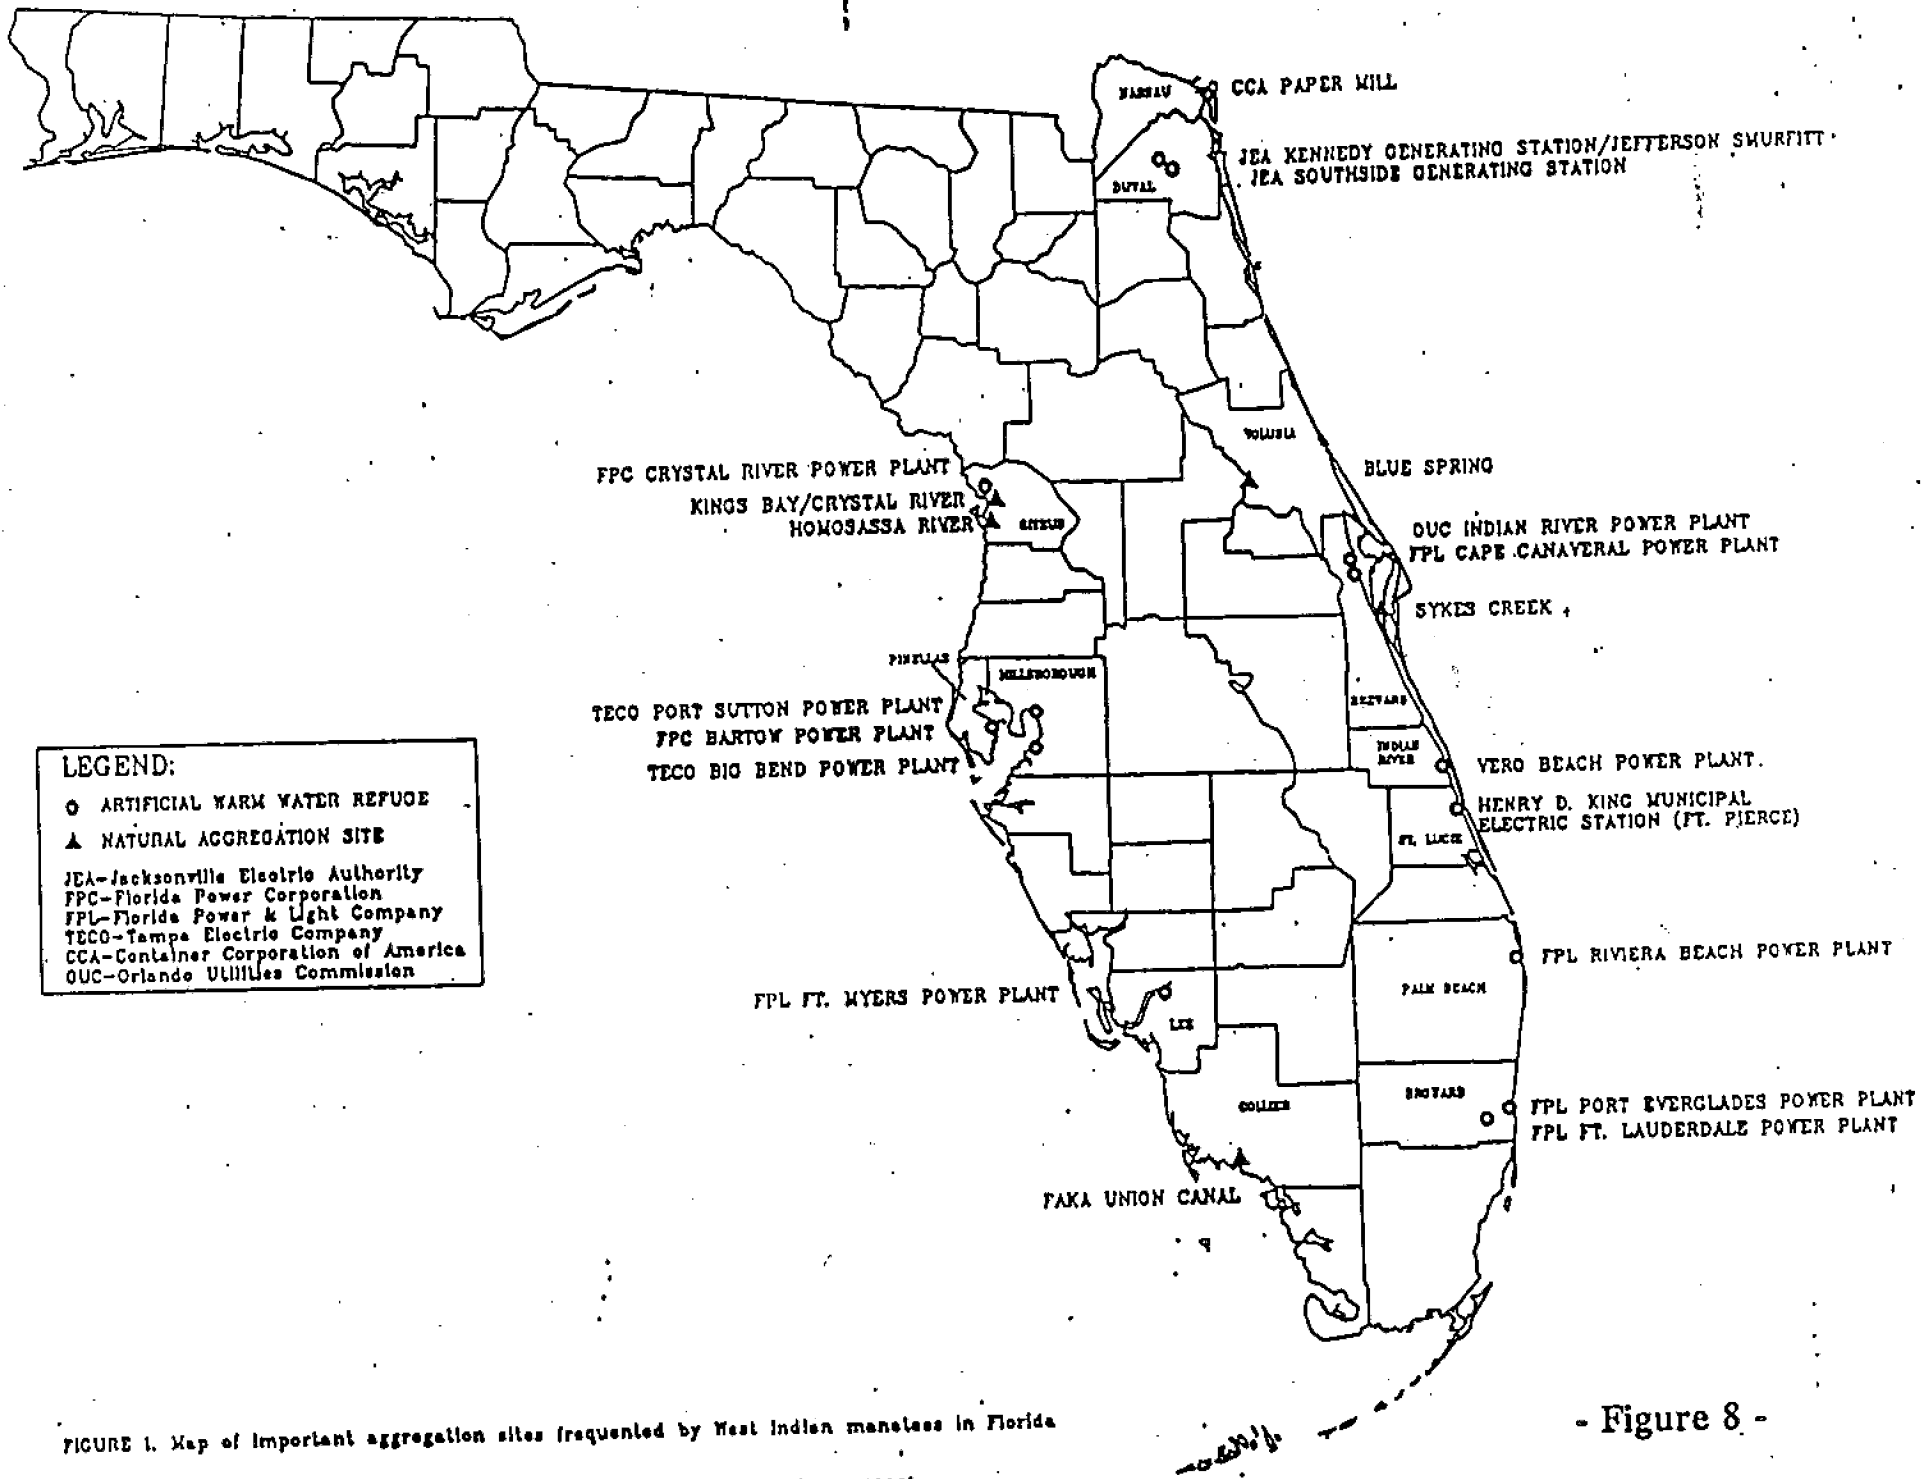 NASSAU
CCA PAPER MILL
JEA KENNEDY GENERATING STATION/JEFFERSON SMURFITT
JEA SOUTHSIDE GENERATING STATION
DUVAL
VOLUSIA
BLUE SPRING
FPC CRYSTAL RIVER POWER PLANT
KINGS BAY/CRYSTAL RIVER
HOMOSASSA RIVER
CITRUS
OUC INDIAN RIVER POWER PLANT
FPL CAPE CANAVERAL POWER PLANT
SYKES CREEK
PINELLAS
HILLSBOROUGH
BREVARD
TECO PORT SUTTON POWER PLANT
FPC BARTOW POWER PLANT
TECO BIG BEND POWER PLANT
INDIAN
RIVER
VERO BEACH POWER PLANT.
HENRY D. KING MUNICIPAL
ELECTRIC STATION (FT. PIERCE)
ST. LUCIE
LEGEND:
ARTIFICIAL WARM WATER REFUGE
NATURAL AGGREGATION SITE
JEA-Jacksonville Electric Authority
FPC-Florida Power Corporation
FPL-Florida Power & Light Company
TECO-Tampa Electric Company
CCA-Container Corporation of America
OUC-Orlando Utilities Commission
FPL RIVIERA BEACH POWER PLANT
PALM BEACH
FPL FT. MYERS POWER PLANT
LEE
COLLIER
BROWARD
FPL PORT EVERGLADES POWER PLANT
FPL FT. LAUDERDALE POWER PLANT
FAKA UNION CANAL
FIGURE 1. Map of important aggregation sites frequented by West Indian manatees in Florida
- Figure 8 -